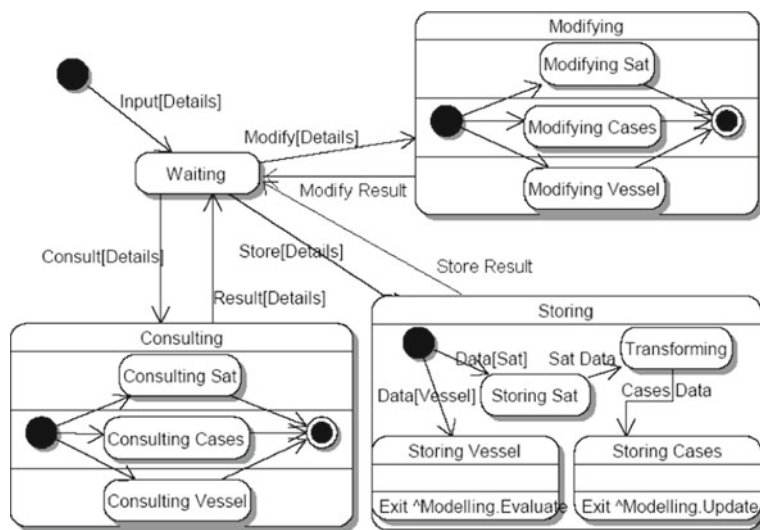 Modifying
Modifying Sat
Input[Details]
Modify[Details]
Modifying Cases
Waiting
Modify Result
Modifying Vessel
Consult[Details]
Store[Details]
Store Result
Result[Details]
Storing
Consulting
Transforming
Data[Sat]
Sat Data
Consulting Sat
Storing Sat
Data[Vessel]
Cases Data
Consulting Cases
Storing Vessel
Storing Cases
Consulting Vessel
Exit ^Modelling.Evaluate
Exit ^Modelling.Update